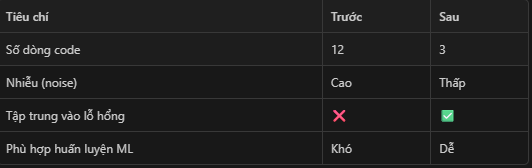 Tiêu chí Trước Sau
Số dòng code 12 3
Nhiễu (noise) Cao Thấp
Tập trung vào lỗ hổng ❌ ✅
Phù hợp huấn luyện ML Khó Dễ